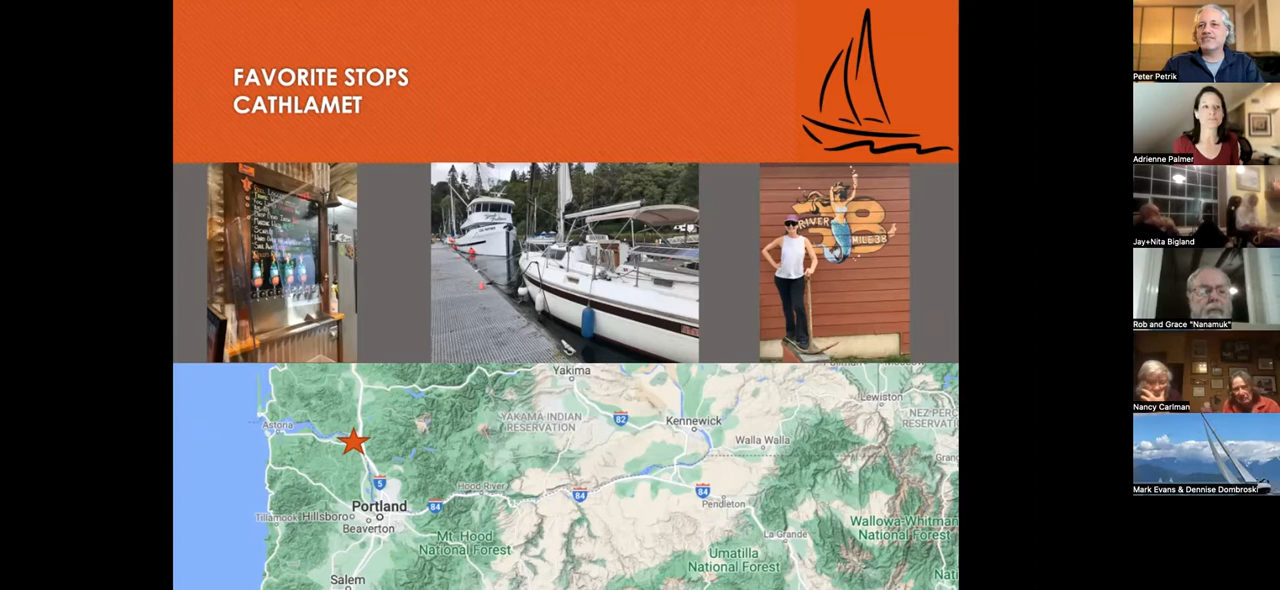 FAVORITE STOPS
CATHLAMET
RIVER
38
MILE 38
Yakima
YAKAMA INDIAN
RESERVATION
82
Kennewick
Walla Walla
Lewiston
Astoria
5
Portland
Hillsboro
Beaverton
Tillamook
Salem
84
Hood River
84
84
Pendleton
Mt. Hood
National Forest
La Grande
Umatilla
National Forest
Wallowa-Whitman
National Forest
Peter Petrik
Adrienne Palmer
Jay+Nita Bigland
Rob and Grace "Nanamuk"
Nancy Carlman
Mark Evans & Dennise Dombroski